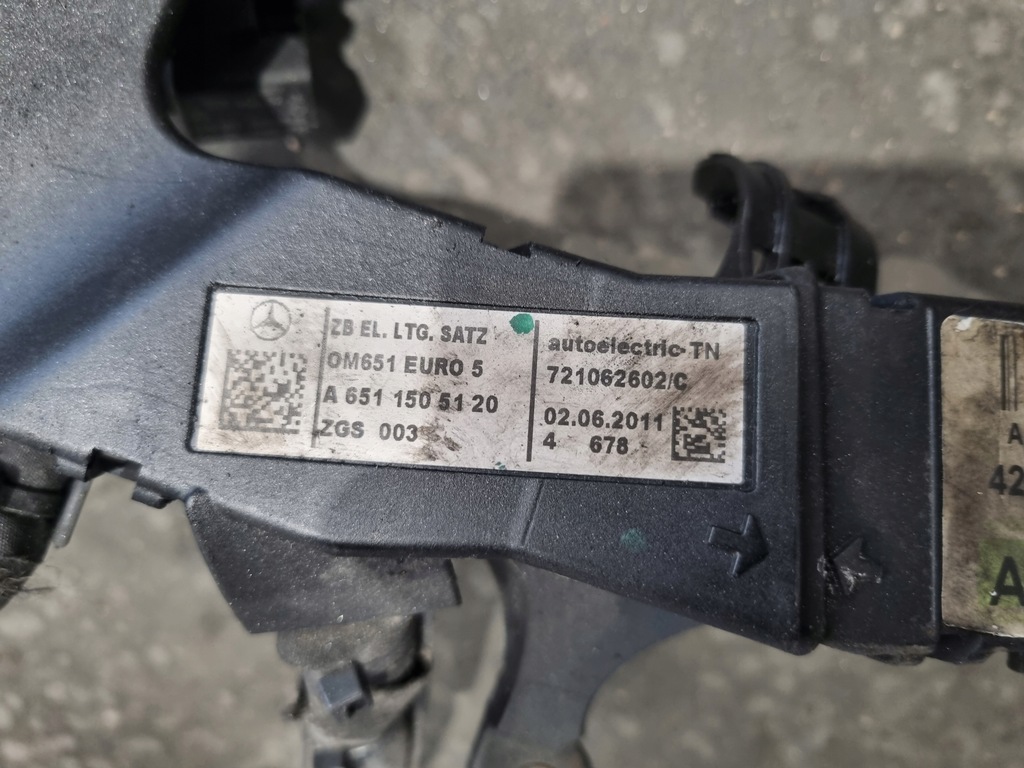 ZB EL. LTG. SATZ
OM651 EURO 5
A 651 150 51 20
ZGS 003
autoelectric-TN
721062602/C
02.06.2011
4 678
A
42
A